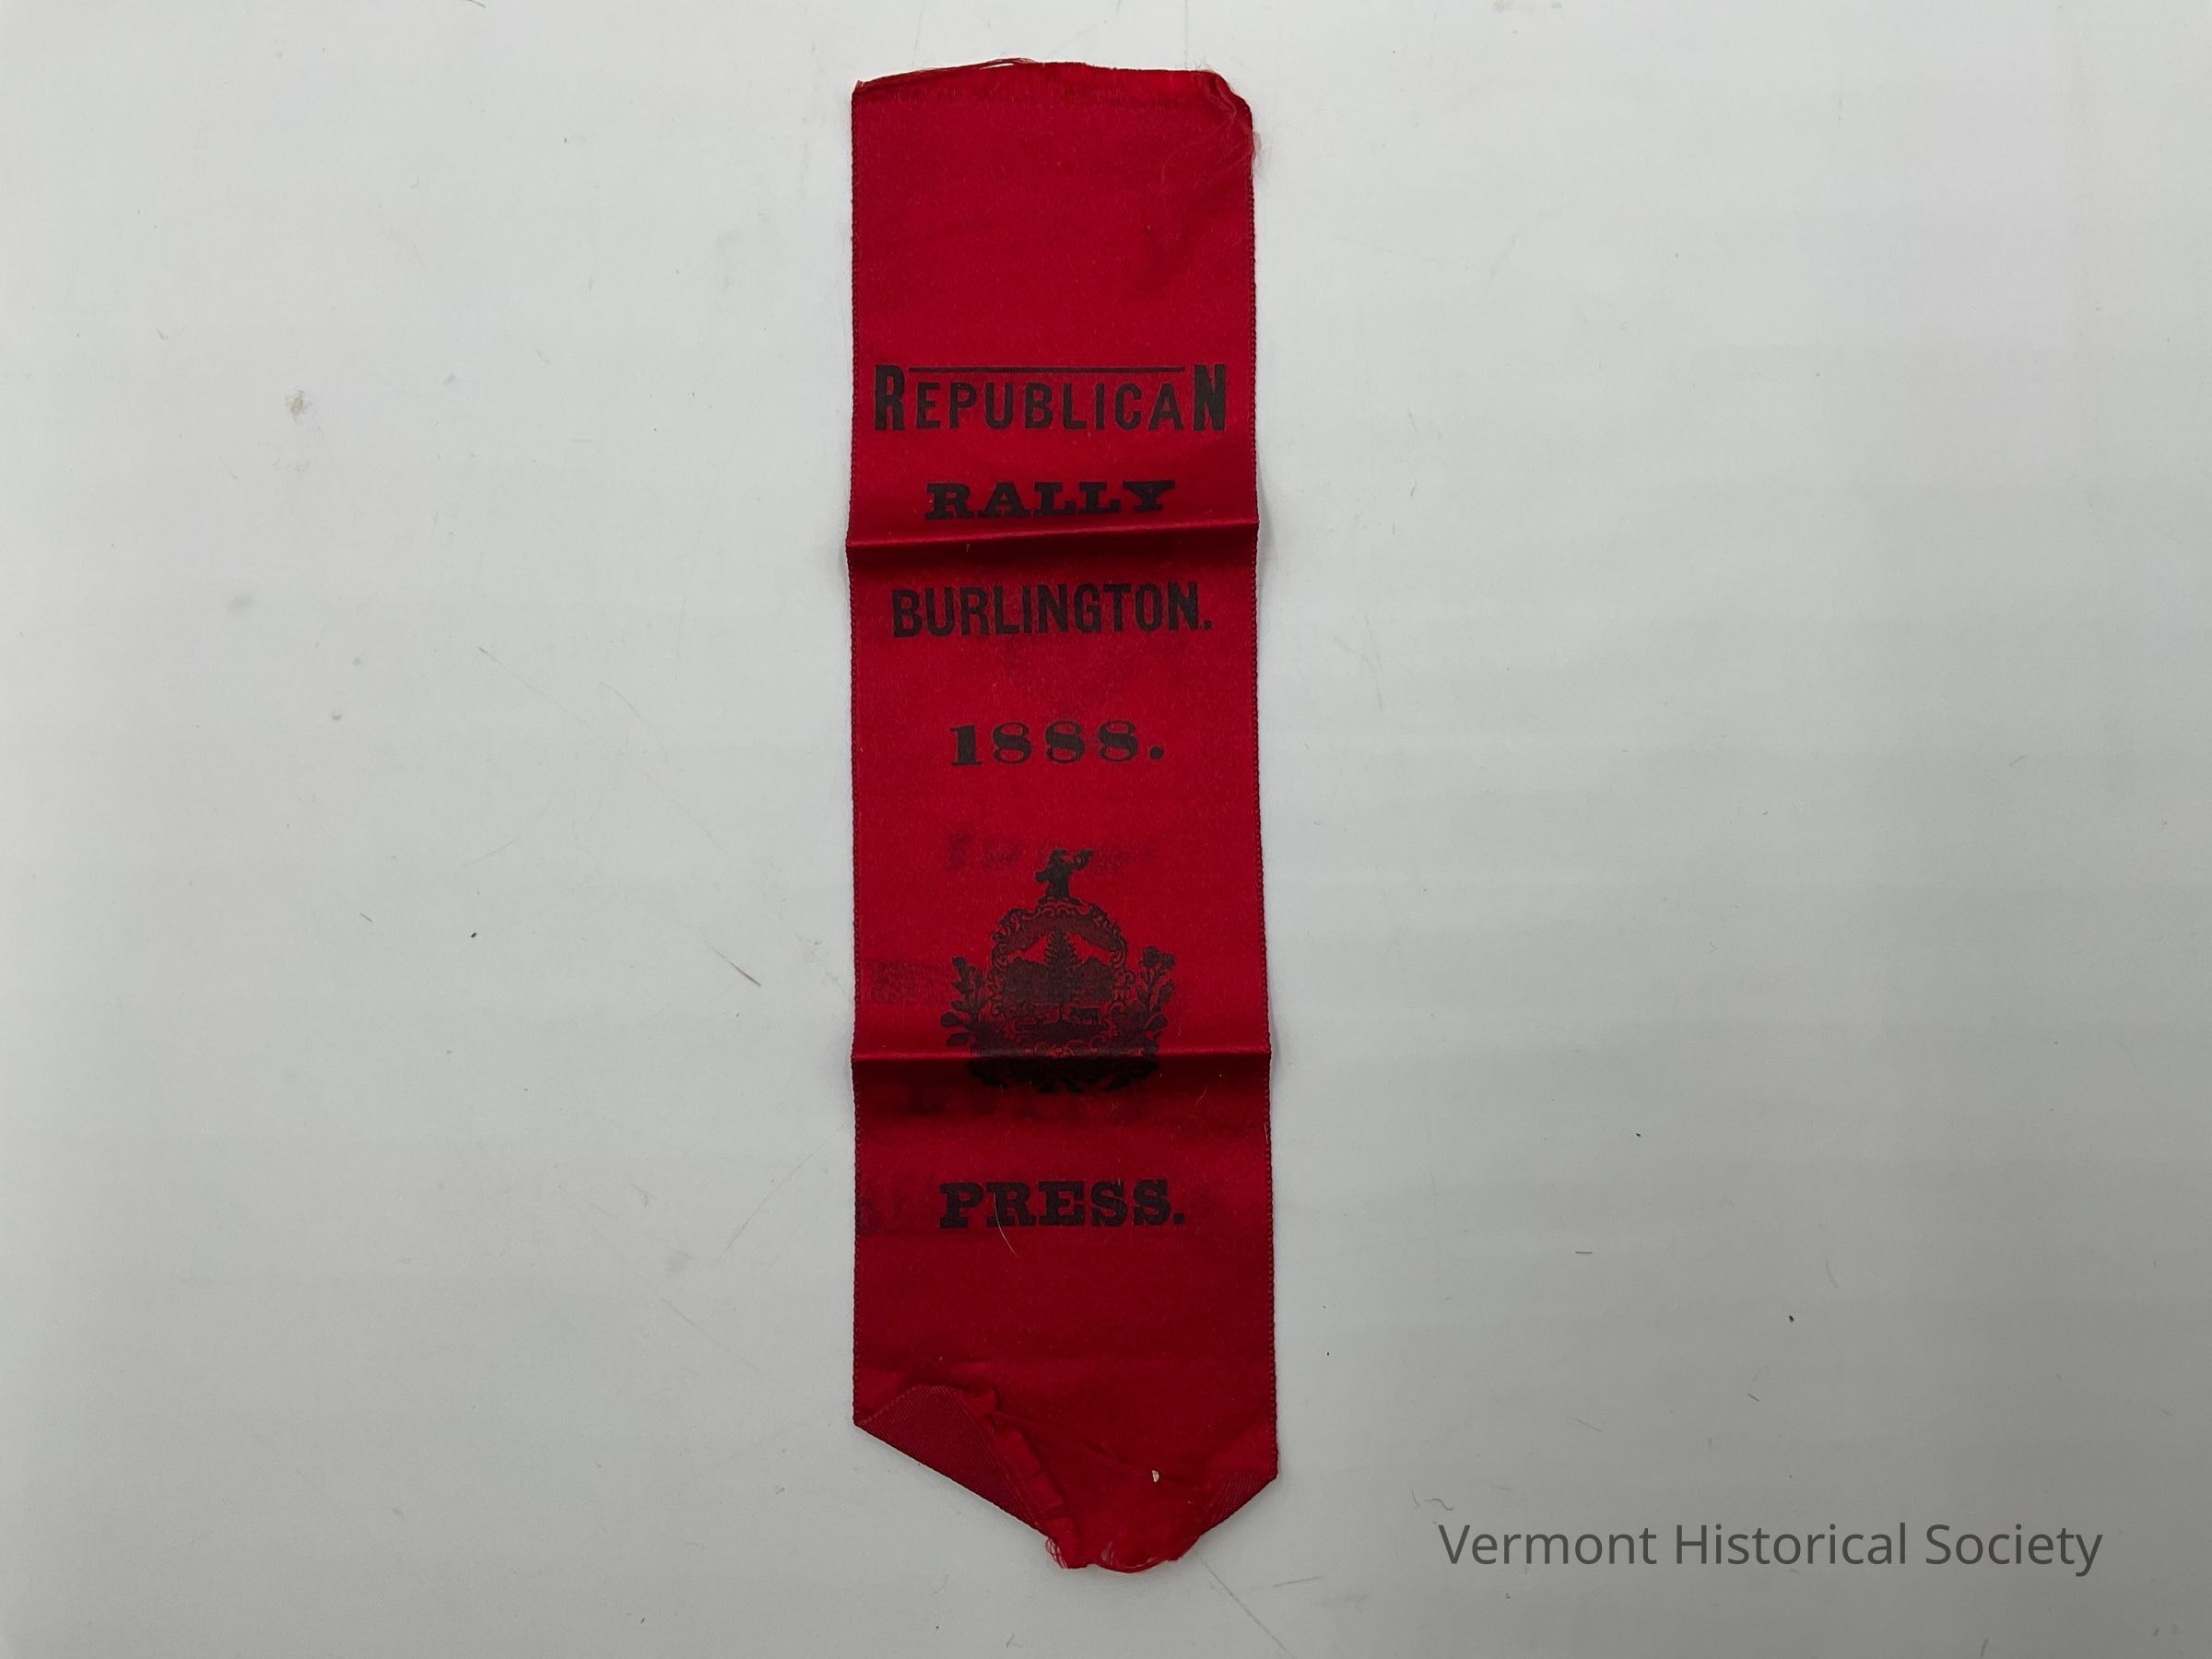 REPUBLICAN
RALLY
BURLINGTON.
1888.
PRESS.
Vermont Historical Society